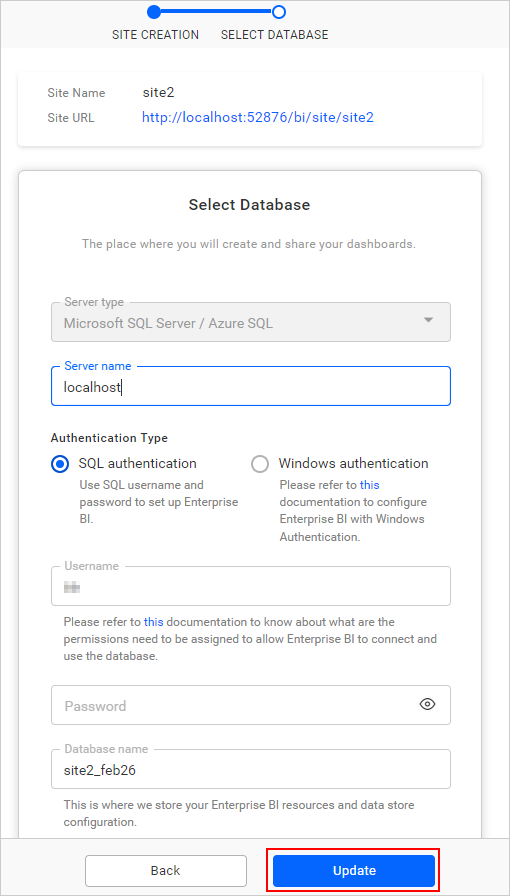 SITE CREATION SELECT DATABASE
Site Name site2
Site URL http://localhost:52876/bi/site/site2
Select Database
The place where you will create and share your dashboards.
Server type
Microsoft SQL Server / Azure SQL
Server name
localhost
Authentication Type
SQL authentication
Use SQL username and
password to set up Enterprise
BI.
Windows authentication
Please refer to this
documentation to configure
Enterprise BI with Windows
Authentication.
Username
Please refer to this documentation to know about what are the
permissions need to be assigned to allow Enterprise BI to connect and
use the database.
Password
Database name
site2_feb26
This is where we store your Enterprise BI resources and data store
configuration.
Back Update